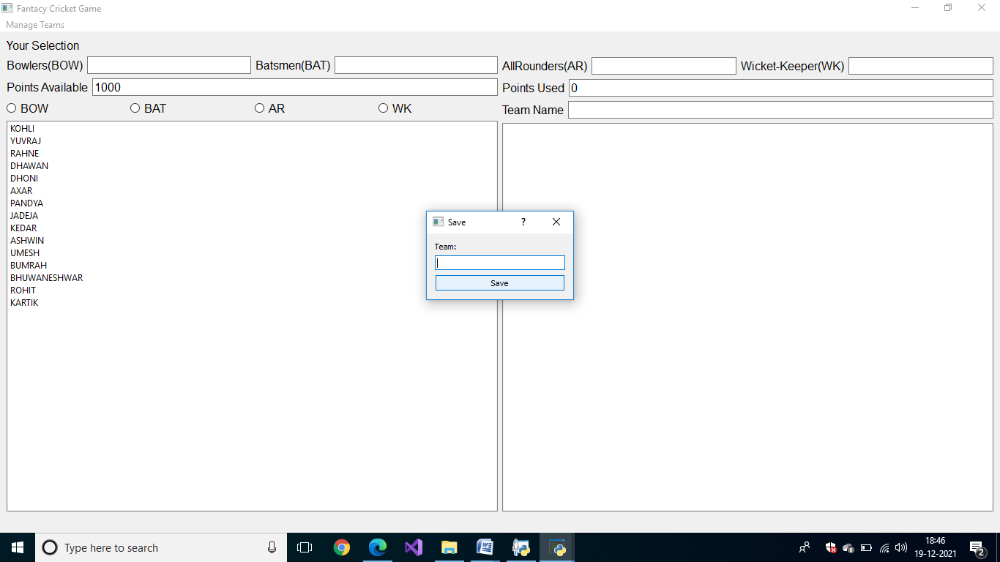 Fantacy Cricket Game
Manage Teams
Your Selection
Bowlers(BOW) Batsmen(BAT) AllRounders(AR) Wicket-Keeper(WK)
Points Available 1000 Points Used 0
BOW BAT AR WK Team Name
KOHLI
YUVRAJ
RAHNE
DHAWAN
DHONI
AXAR
PANDYA
JADEJA
KEDAR
ASHWIN
UMESH
BUMRAH
BHUWANESHWAR
ROHIT
KARTIK
Save ?
Team:
Save
Type here to search
18:46
19-12-2021
2